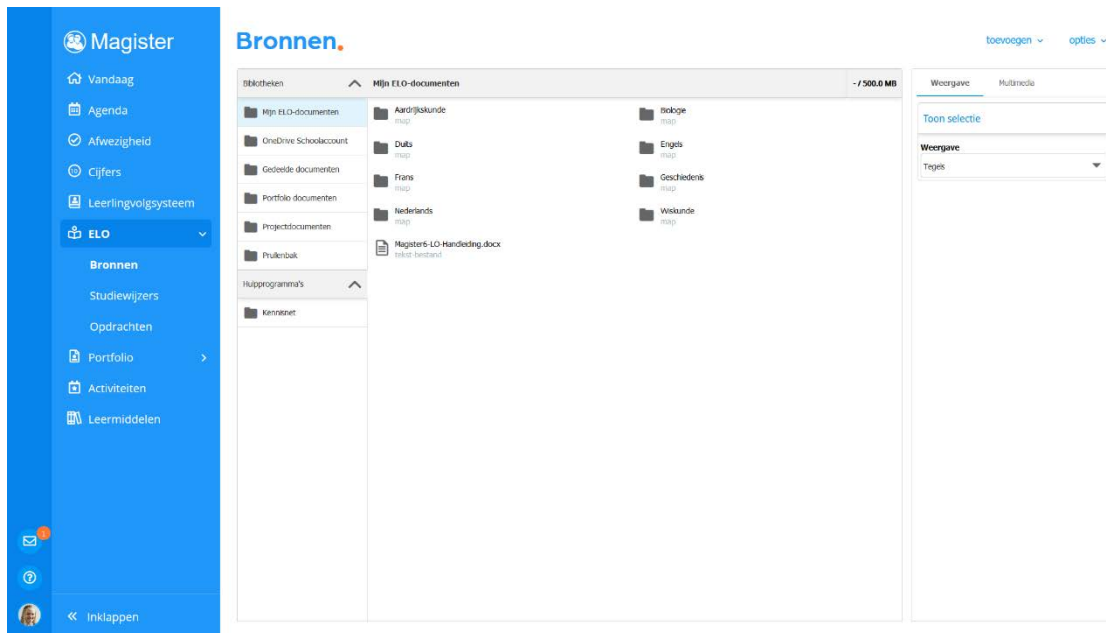 Magister
Vandaag
Agenda
Afwezigheid
Cijfers
Leerlingvolgsysteem
ELO
Bronnen
Studiewijzers
Opdrachten
Portfolio
Activiteiten
Leermiddelen
1
Inklappen
Bronnen.
toevoegen
opties
Bibliotheken
Mijn ELO-documenten
OneDrive Schoolaccount
Gedeelde documenten
Portfolio documenten
Projectdocumenten
Prullenbak
Hulpprogramma's
Kennisnet
Mijn ELO-documenten - / 500.0 MB
Aardrijkskunde
map
Biologie
map
Duits
map
Engels
map
Frans
map
Geschiedenis
map
Nederlands
map
Wiskunde
map
Magister6-LO-Handleiding.docx
tekst-bestand
Weergave Multimedia
Toon selectie
Weergave
Tegels